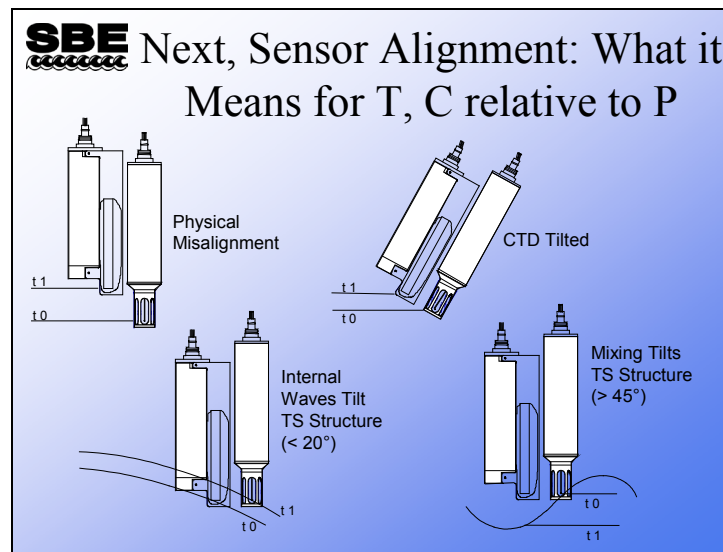 SBE
Next, Sensor Alignment: What it
Means for T, C relative to P
Physical
Misalignment
t 1
t 0
CTD Tilted
t 1
t 0
Internal
Waves Tilt
TS Structure
(< 20°)
t 1
t 0
Mixing Tilts
TS Structure
(> 45°)
t 0
t 1